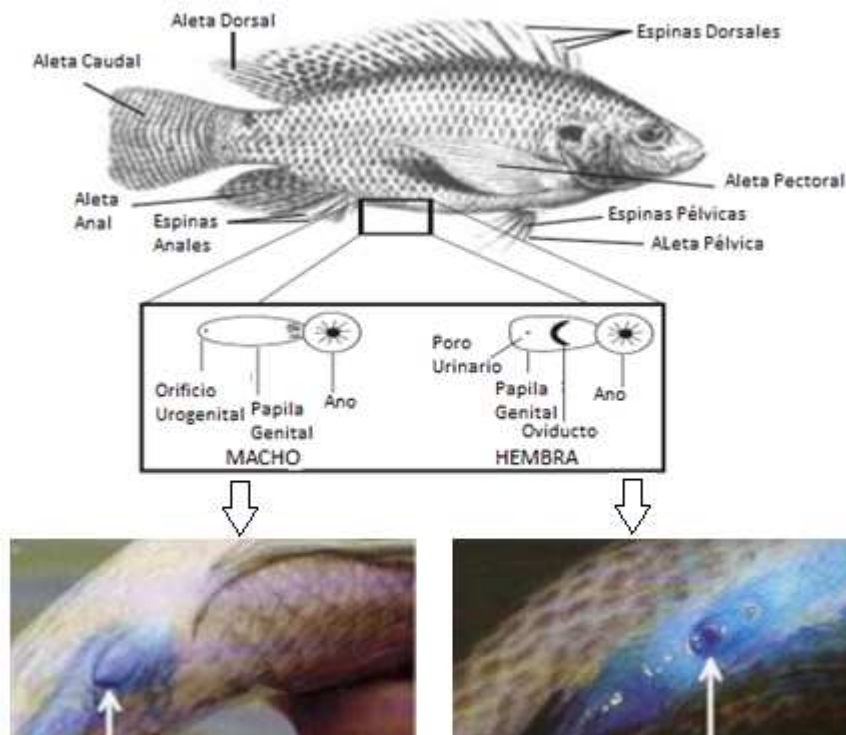 Aleta Dorsal
Espinas Dorsales
Aleta Caudal
Aleta Pectoral
Aleta
Anal
Espinas
Anales
Espinas Pélvicas
ALeta Pélvica
Orificio
Urogenital
Papila
Genital
Ano
MACHO
Poro
Urinario
Papila
Genital
Oviducto
Ano
HEMBRA